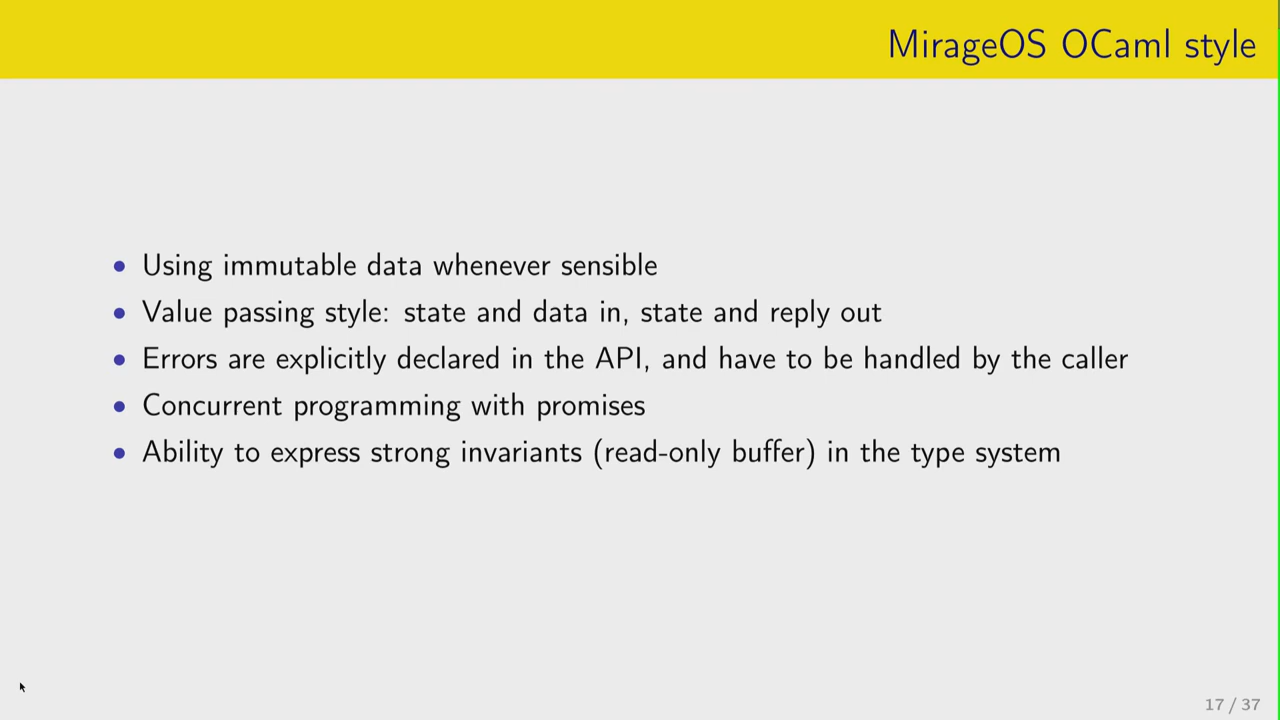 MirageOS OCaml style
• Using immutable data whenever sensible
• Value passing style: state and data in, state and reply out
• Errors are explicitly declared in the API, and have to be handled by the caller
• Concurrent programming with promises
• Ability to express strong invariants (read-only buffer) in the type system
17 / 37